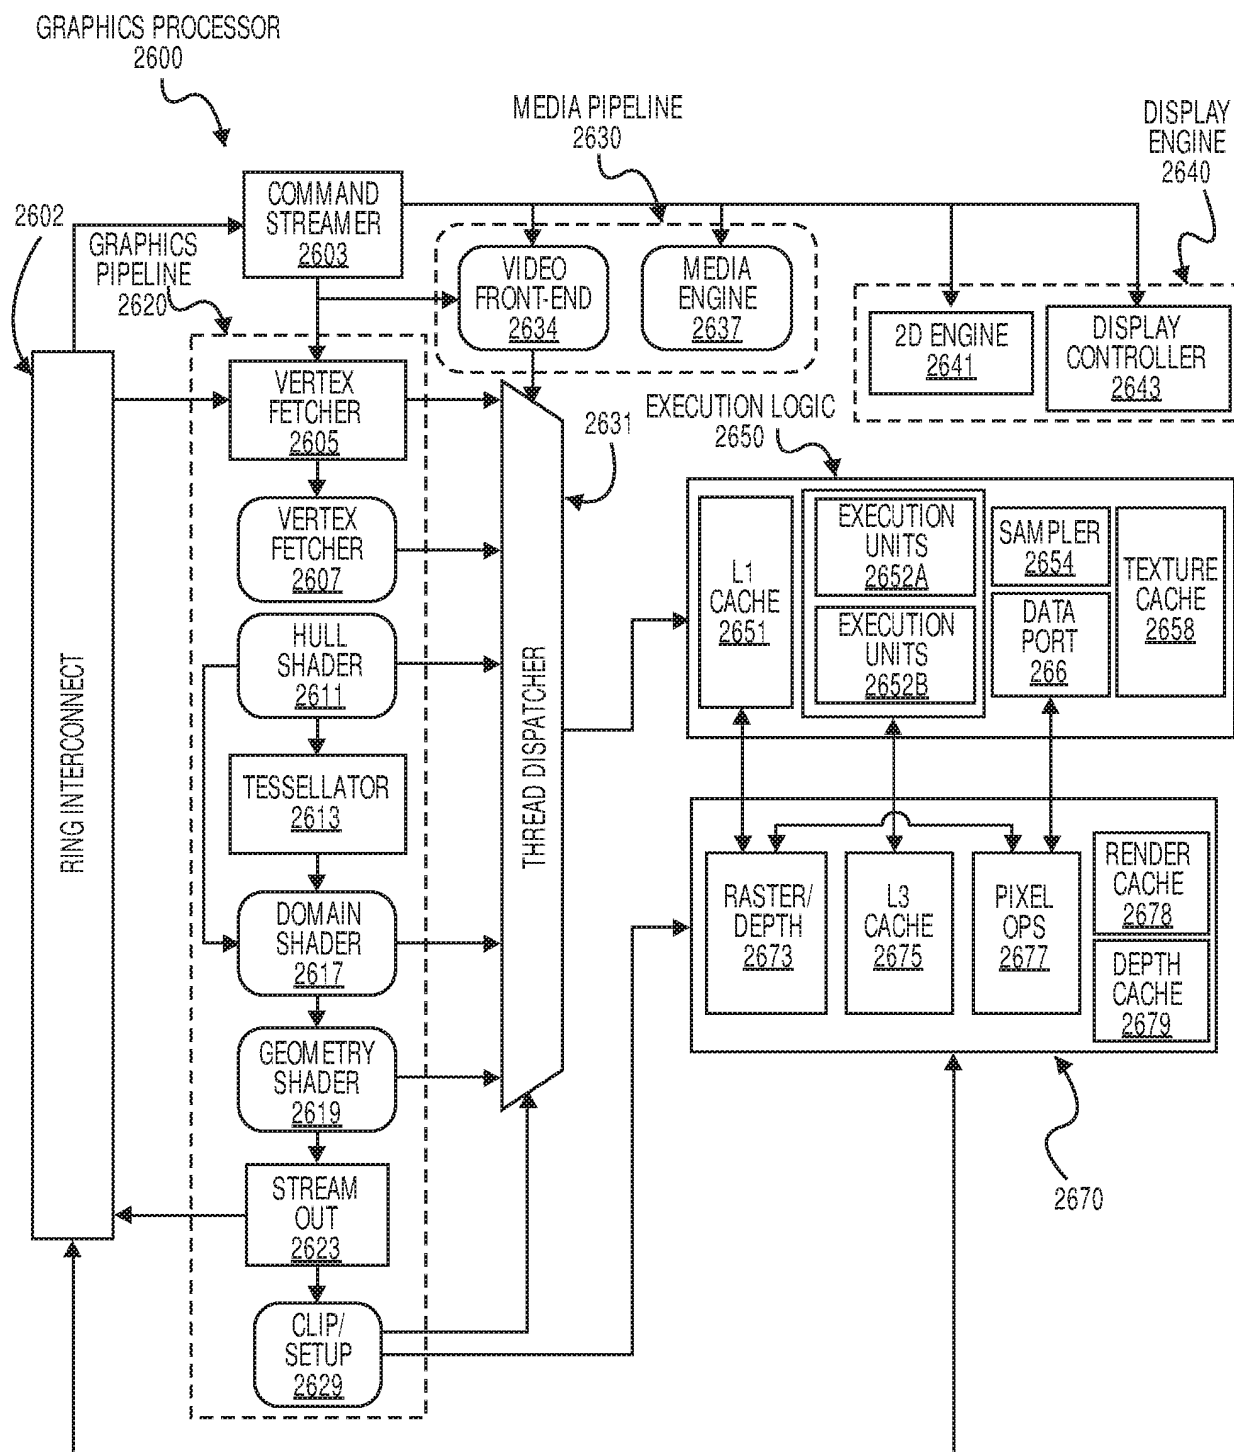 GRAPHICS PROCESSOR
2600
MEDIA PIPELINE
2630
DISPLAY
ENGINE
2640
2602
COMMAND
STREAMER
2603
GRAPHICS
PIPELINE
2620
VIDEO
FRONT-END
2634
MEDIA
ENGINE
2637
2D ENGINE
2641
DISPLAY
CONTROLLER
2643
VERTEX
FETCHER
2605
2631
EXECUTION LOGIC
2650
VERTEX
FETCHER
2607
L1
CACHE
2651
EXECUTION
UNITS
2652A
EXECUTION
UNITS
2652B
SAMPLER
2654
DATA
PORT
266
TEXTURE
CACHE
2658
HULL
SHADER
2611
RING INTERCONNECT
THREAD DISPATCHER
TESSELLATOR
2613
DOMAIN
SHADER
2617
RASTER/
DEPTH
2673
L3
CACHE
2675
PIXEL
OPS
2677
RENDER
CACHE
2678
DEPTH
CACHE
2679
GEOMETRY
SHADER
2619
STREAM
OUT
2623
2670
CLIP/
SETUP
2629